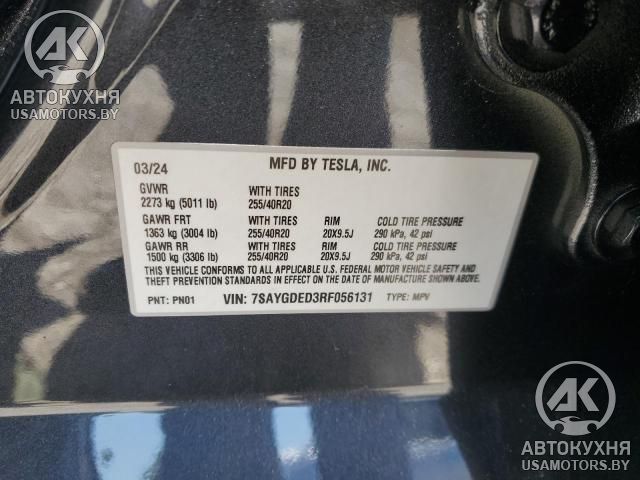 AK
АВТОКУХНЯ
USAMOTORS.BY
03/24 MFD BY TESLA, INC.
GVWR WITH TIRES
2273 kg (5011 lb) 255/40R20
GAWR FRT WITH TIRES RIM COLD TIRE PRESSURE
1363 kg (3004 lb) 255/40R20 20X9.5J 290 kPa, 42 psi
GAWR RR WITH TIRES RIM COLD TIRE PRESSURE
1500 kg (3306 lb) 255/40R20 20X9.5J 290 kPa, 42 psi
THIS VEHICLE CONFORMS TO ALL APPLICABLE U.S. FEDERAL MOTOR VEHICLE SAFETY AND
THEFT PREVENTION STANDARDS IN EFFECT ON THE DATE OF MANUFACTURE SHOWN ABOVE.
PNT: PN01 VIN: 7SAYGDED3RF056131 TYPE: MPV
AK
АВТОКУХНЯ
USAMOTORS.BY